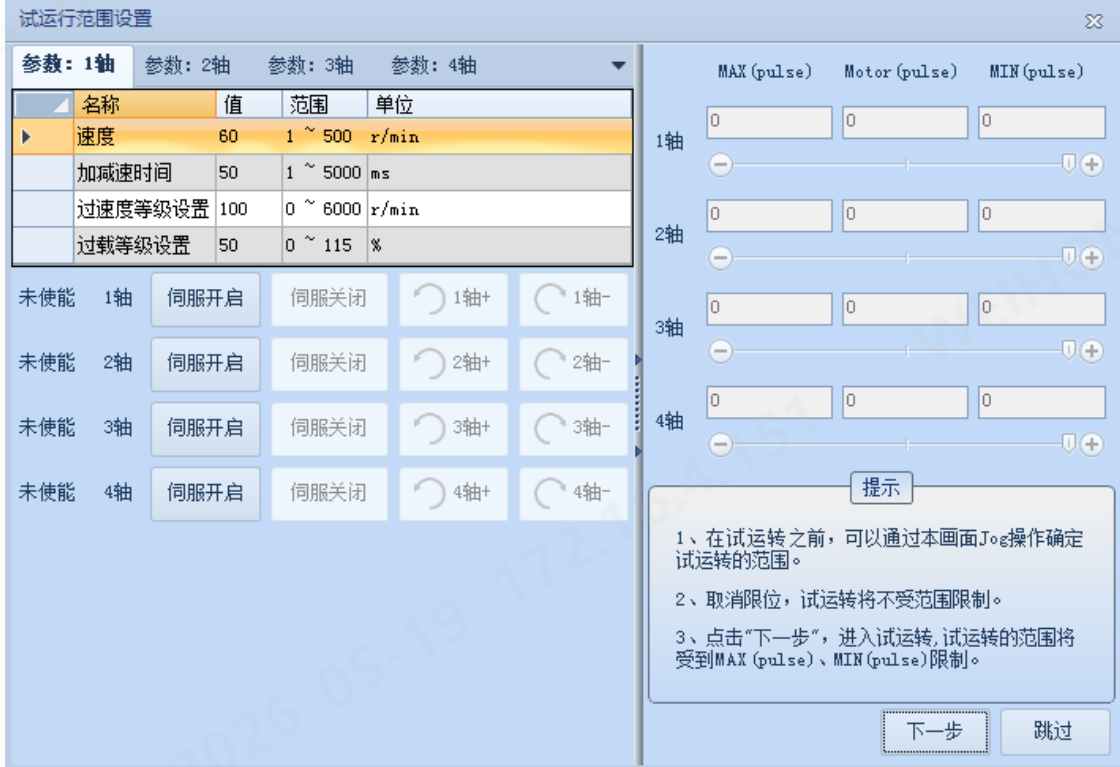 试运行范围设置
参数: 1轴 参数: 2轴 参数: 3轴 参数: 4轴
名称 值 范围 单位
速度 60 1 ~ 500 r/min
加减速时间 50 1 ~ 5000 ms
过速度等级设置 100 0 ~ 6000 r/min
过载等级设置 50 0 ~ 115 %
未使能 1轴 伺服开启 伺服关闭 1轴+ 1轴-
未使能 2轴 伺服开启 伺服关闭 2轴+ 2轴-
未使能 3轴 伺服开启 伺服关闭 3轴+ 3轴-
未使能 4轴 伺服开启 伺服关闭 4轴+ 4轴-
MAX(pulse) Motor(pulse) MIN(pulse)
1轴 0 0 0
2轴 0 0 0
3轴 0 0 0
4轴 0 0 0
提示
1、在试运转之前，可以通过本画面Jog操作确定
试运转的范围。
2、取消限位，试运转将不受范围限制。
3、点击“下一步“，进入试运转,试运转的范围将
受到MAX(pulse)、MIN(pulse)限制。
下一步 跳过
2026-05-19 172.16.4.151